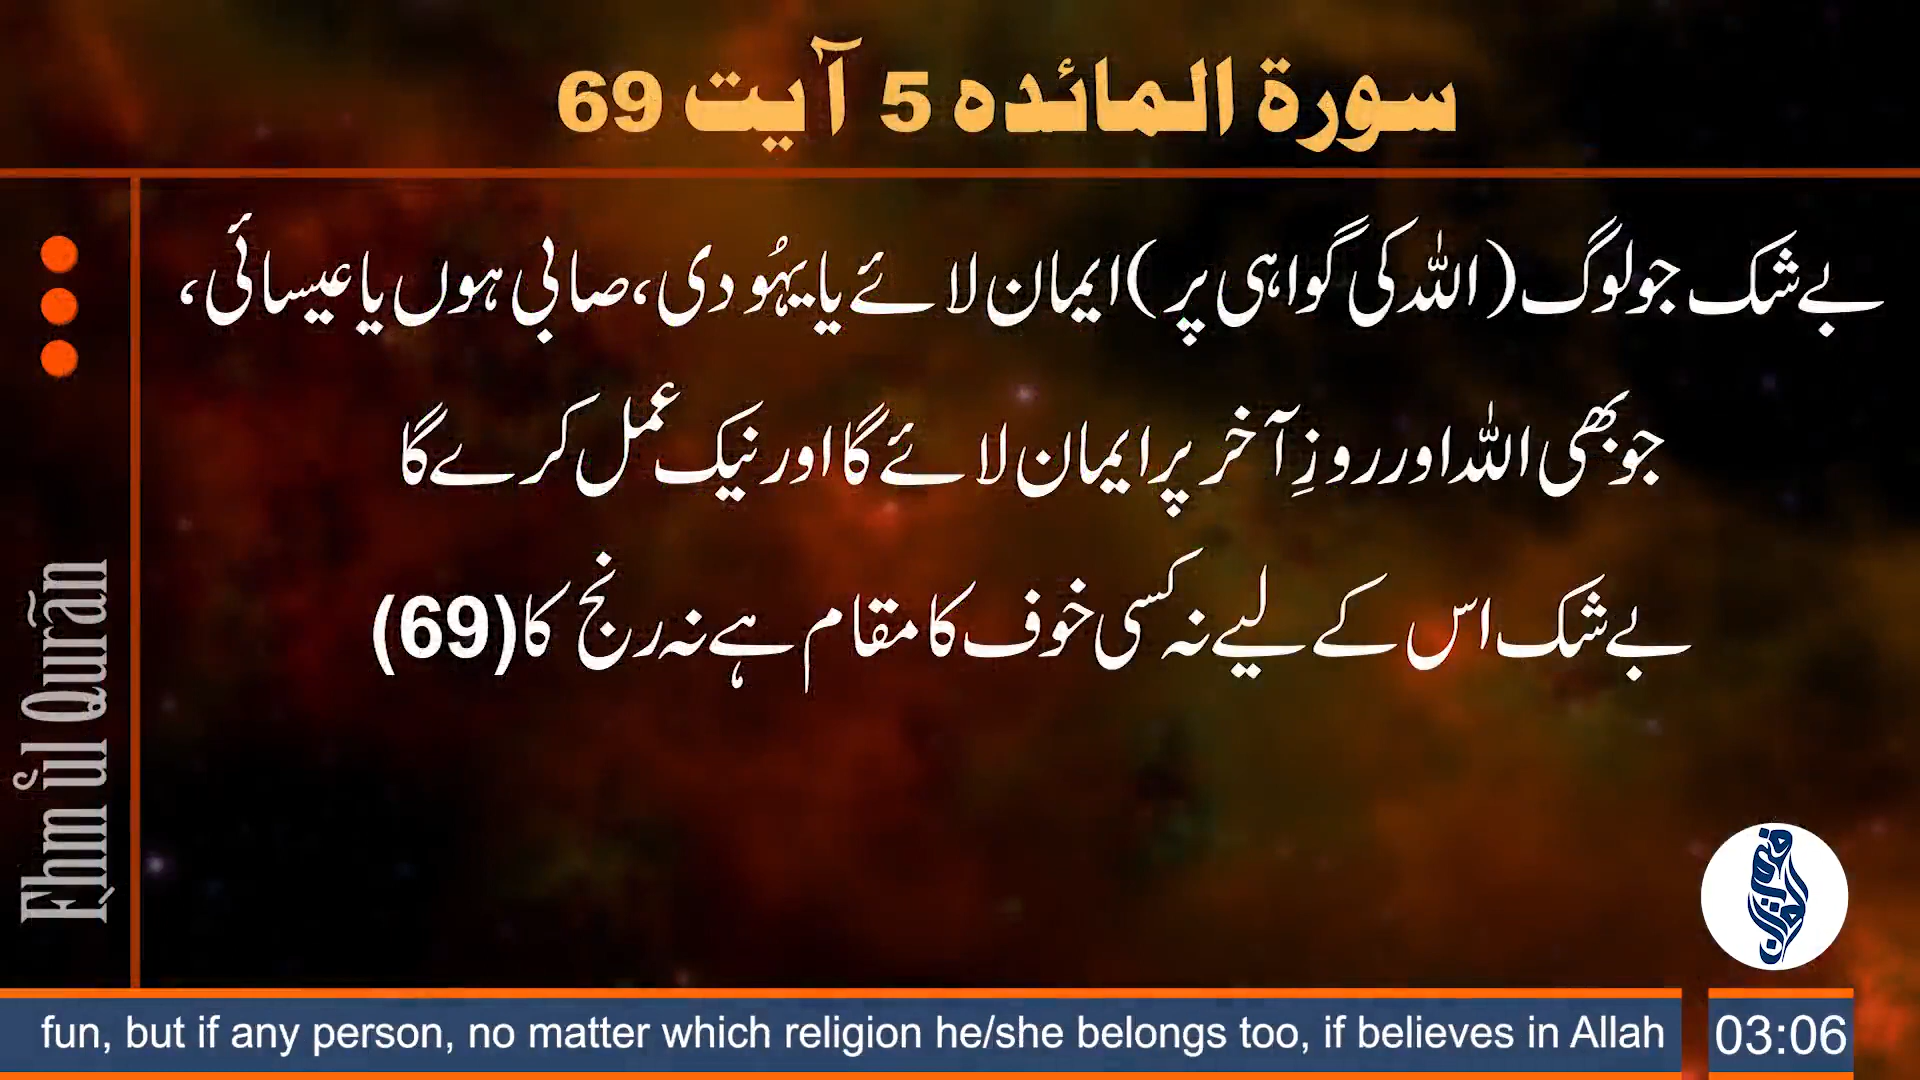 سورۃ المائدہ 5 آیت 69
بے شک جو لوگ (اللہ کی گواہی پر) ایمان لائے یا یہُودی، صابی ہوں یا عیسائی،
جو بھی اللہ اور روزِ آخر پر ایمان لائے گا اور نیک عمل کرے گا
بے شک اس کے لیے نہ کسی خوف کا مقام ہے نہ رنج کا (69)
Fhm ul Quran
فہم القرآن
fun, but if any person, no matter which religion he/she belongs too, if believes in Allah
03:06